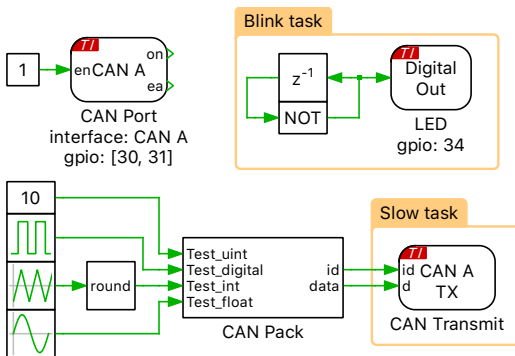 Blink task
TI
on
1
en
CAN A
ea
CAN Port
interface: CAN A
gpio: [30, 31]
z-1
NOT
TI
Digital
Out
LED
gpio: 34
10
round
Test_uint
Test_digital
Test_int
Test_float
id
data
CAN Pack
Slow task
TI
id
d
CAN A
TX
CAN Transmit